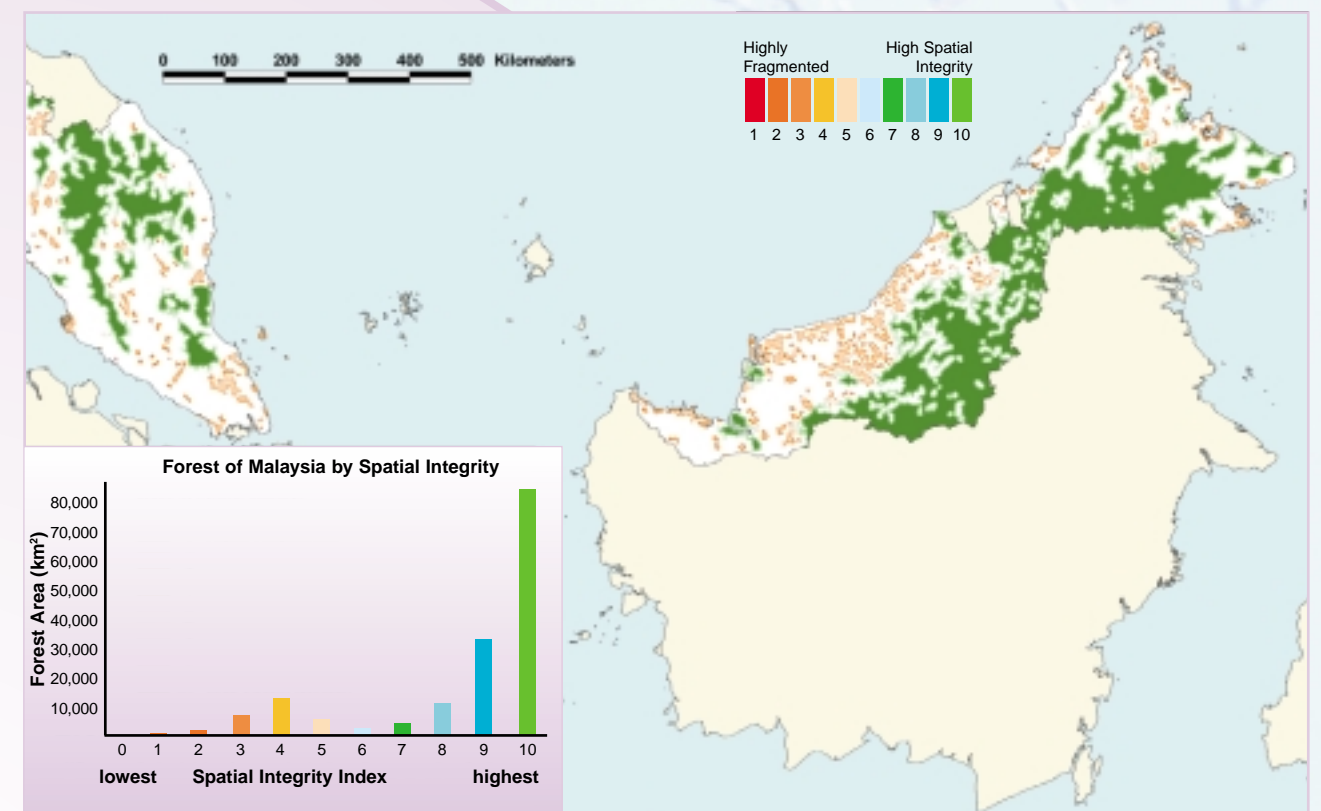 0 100 200 300 400 500 Kilometers
Highly Fragmented
High Spatial Integrity
1 2 3 4 5 6 7 8 9 10
Forest of Malaysia by Spatial Integrity
Forest Area (km²)
80,000
70,000
60,000
50,000
40,000
30,000
20,000
10,000
0 1 2 3 4 5 6 7 8 9 10
lowest Spatial Integrity Index highest